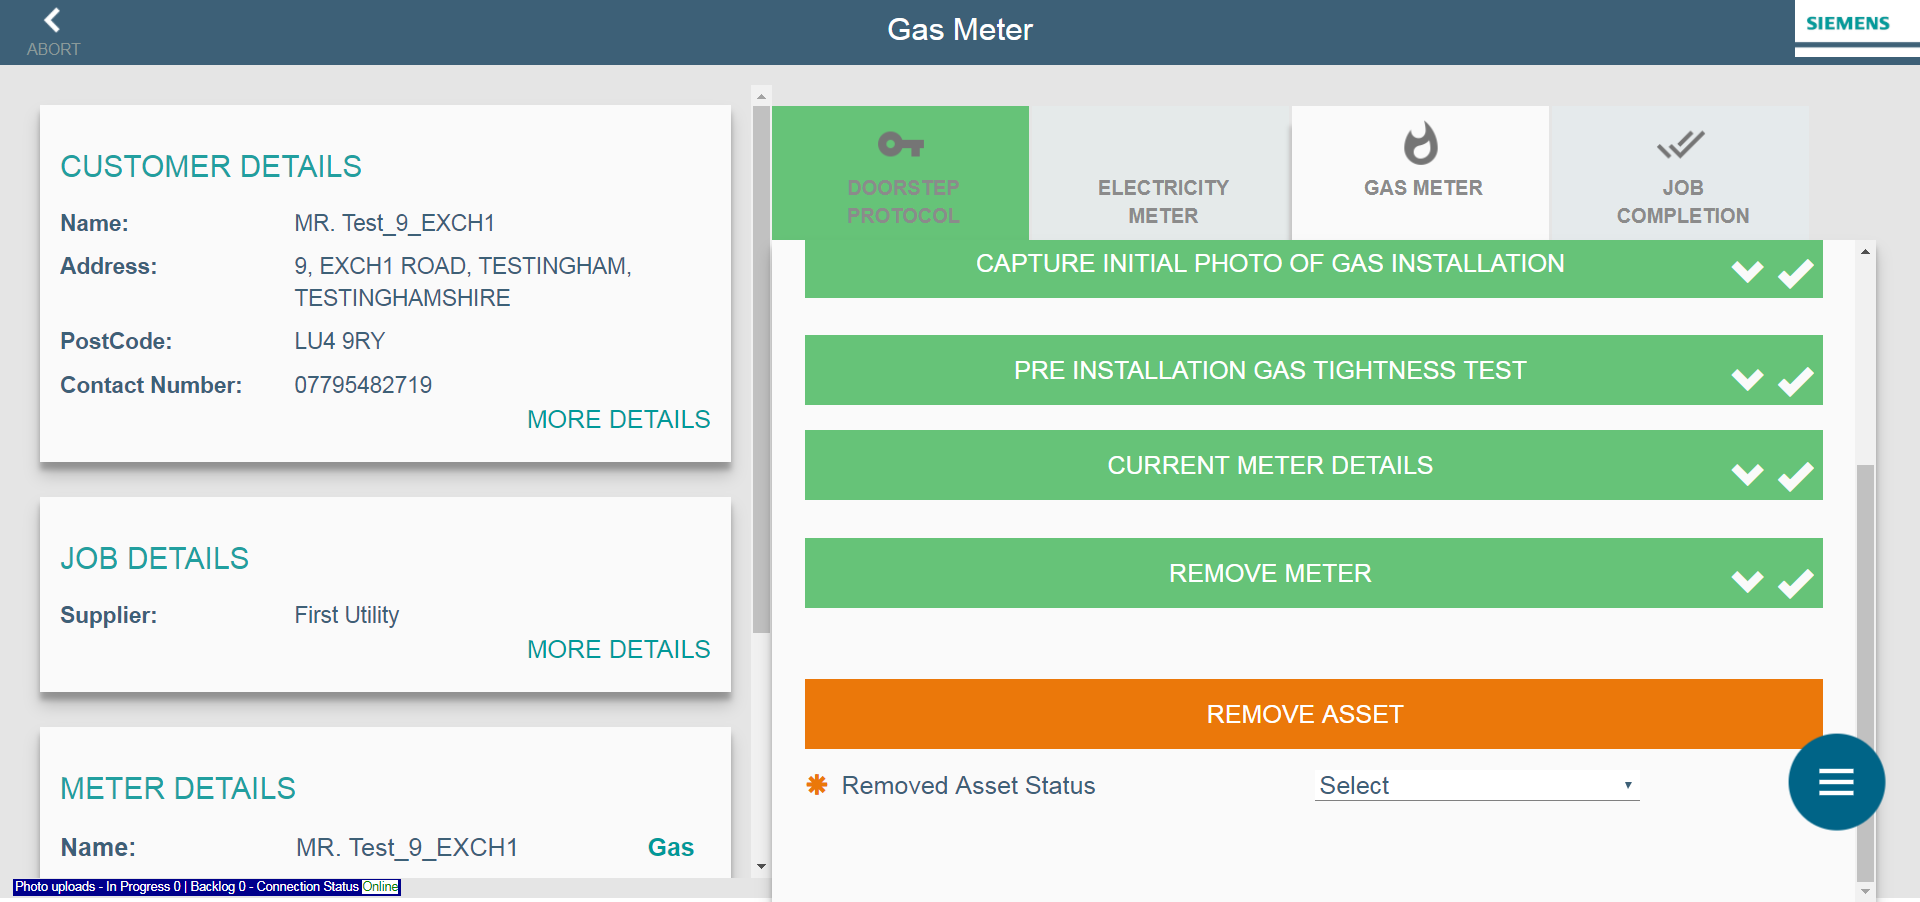 ABORT
Gas Meter
SIEMENS
CUSTOMER DETAILS
Name: MR. Test_9_EXCH1
Address: 9, EXCH1 ROAD, TESTINGHAM,
TESTINGHAMSHIRE
PostCode: LU4 9RY
Contact Number: 07795482719
MORE DETAILS
JOB DETAILS
Supplier: First Utility
MORE DETAILS
METER DETAILS
Name: MR. Test_9_EXCH1 Gas
Photo uploads - In Progress 0 | Backlog 0 - Connection Status Online
DOORSTEP
PROTOCOL
ELECTRICITY
METER
GAS METER
JOB
COMPLETION
CAPTURE INITIAL PHOTO OF GAS INSTALLATION
PRE INSTALLATION GAS TIGHTNESS TEST
CURRENT METER DETAILS
REMOVE METER
REMOVE ASSET
Removed Asset Status Select